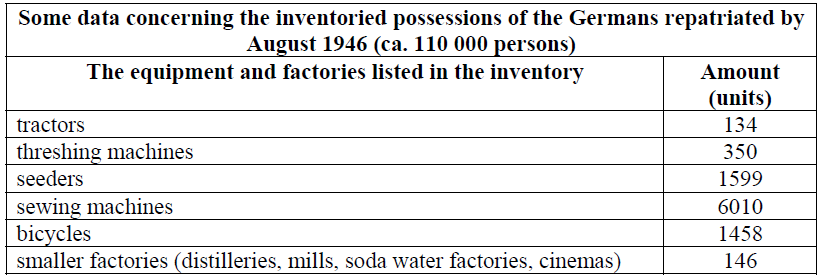 Some data concerning the inventoried possessions of the Germans repatriated by
August 1946 (ca. 110 000 persons)
The equipment and factories listed in the inventory Amount
(units)
tractors 134
threshing machines 350
seeders 1599
sewing machines 6010
bicycles 1458
smaller factories (distilleries, mills, soda water factories, cinemas) 146